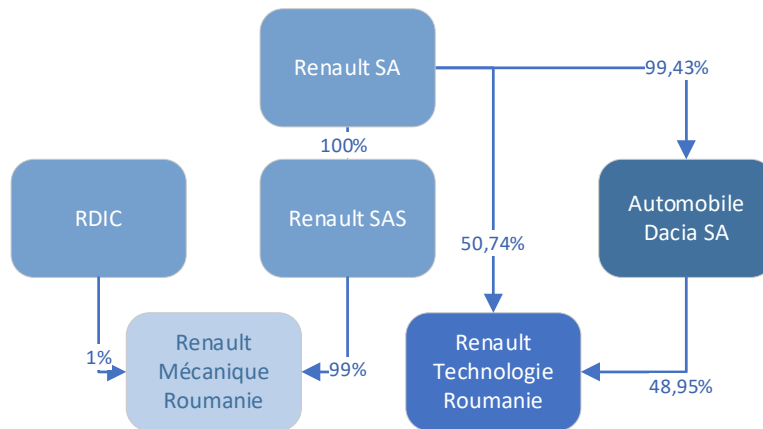 Renault SA
99,43%
100%
RDIC
Renault SAS
Automobile
Dacia SA
50,74%
Renault
Mécanique
Roumanie
1%
99%
Renault
Technologie
Roumanie
48,95%